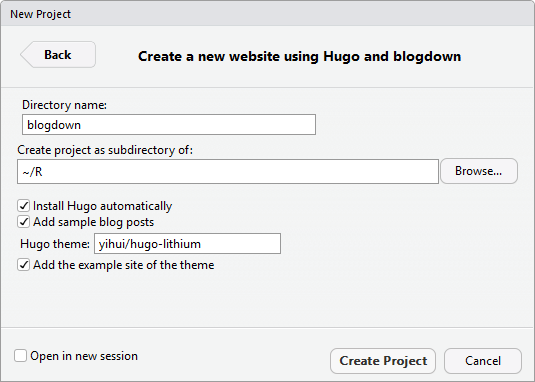 New Project
Back
Create a new website using Hugo and blogdown
Directory name:
blogdown
Create project as subdirectory of:
~/R
Browse...
Install Hugo automatically
Add sample blog posts
Hugo theme: yihui/hugo-lithium
Add the example site of the theme
Open in new session
Create Project
Cancel